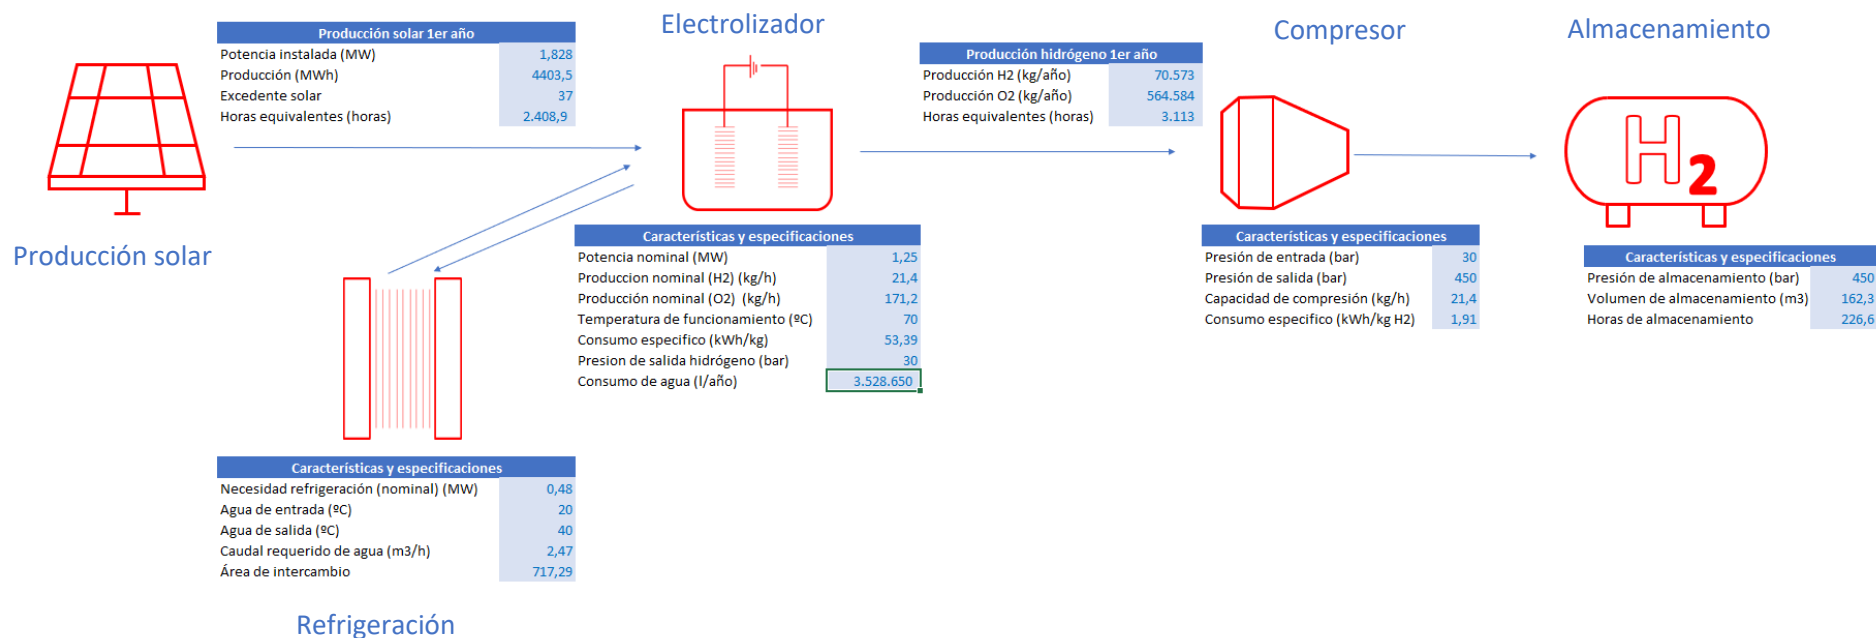 Producción solar
Producción solar 1er año
Potencia instalada (MW) 1,828
Producción (MWh) 4403,5
Excedente solar 37
Horas equivalentes (horas) 2.408,9
Electrolizador
Características y especificaciones
Potencia nominal (MW) 1,25
Produccion nominal (H2) (kg/h) 21,4
Producción nominal (O2) (kg/h) 171,2
Temperatura de funcionamiento (ºC) 70
Consumo especifico (kWh/kg) 53,39
Presion de salida hidrógeno (bar) 30
Consumo de agua (l/año) 3.528.650
Producción hidrógeno 1er año
Producción H2 (kg/año) 70.573
Producción O2 (kg/año) 564.584
Horas equivalentes (horas) 3.113
Compresor
Características y especificaciones
Presión de entrada (bar) 30
Presión de salida (bar) 450
Capacidad de compresión (kg/h) 21,4
Consumo especifico (kWh/kg H2) 1,91
Almacenamiento
H2
Características y especificaciones
Presión de almacenamiento (bar) 450
Volumen de almacenamiento (m3) 162,3
Horas de almacenamiento 226,6
Características y especificaciones
Necesidad refrigeración (nominal) (MW) 0,48
Agua de entrada (ºC) 20
Agua de salida (ºC) 40
Caudal requerido de agua (m3/h) 2,47
Área de intercambio 717,29
Refrigeración